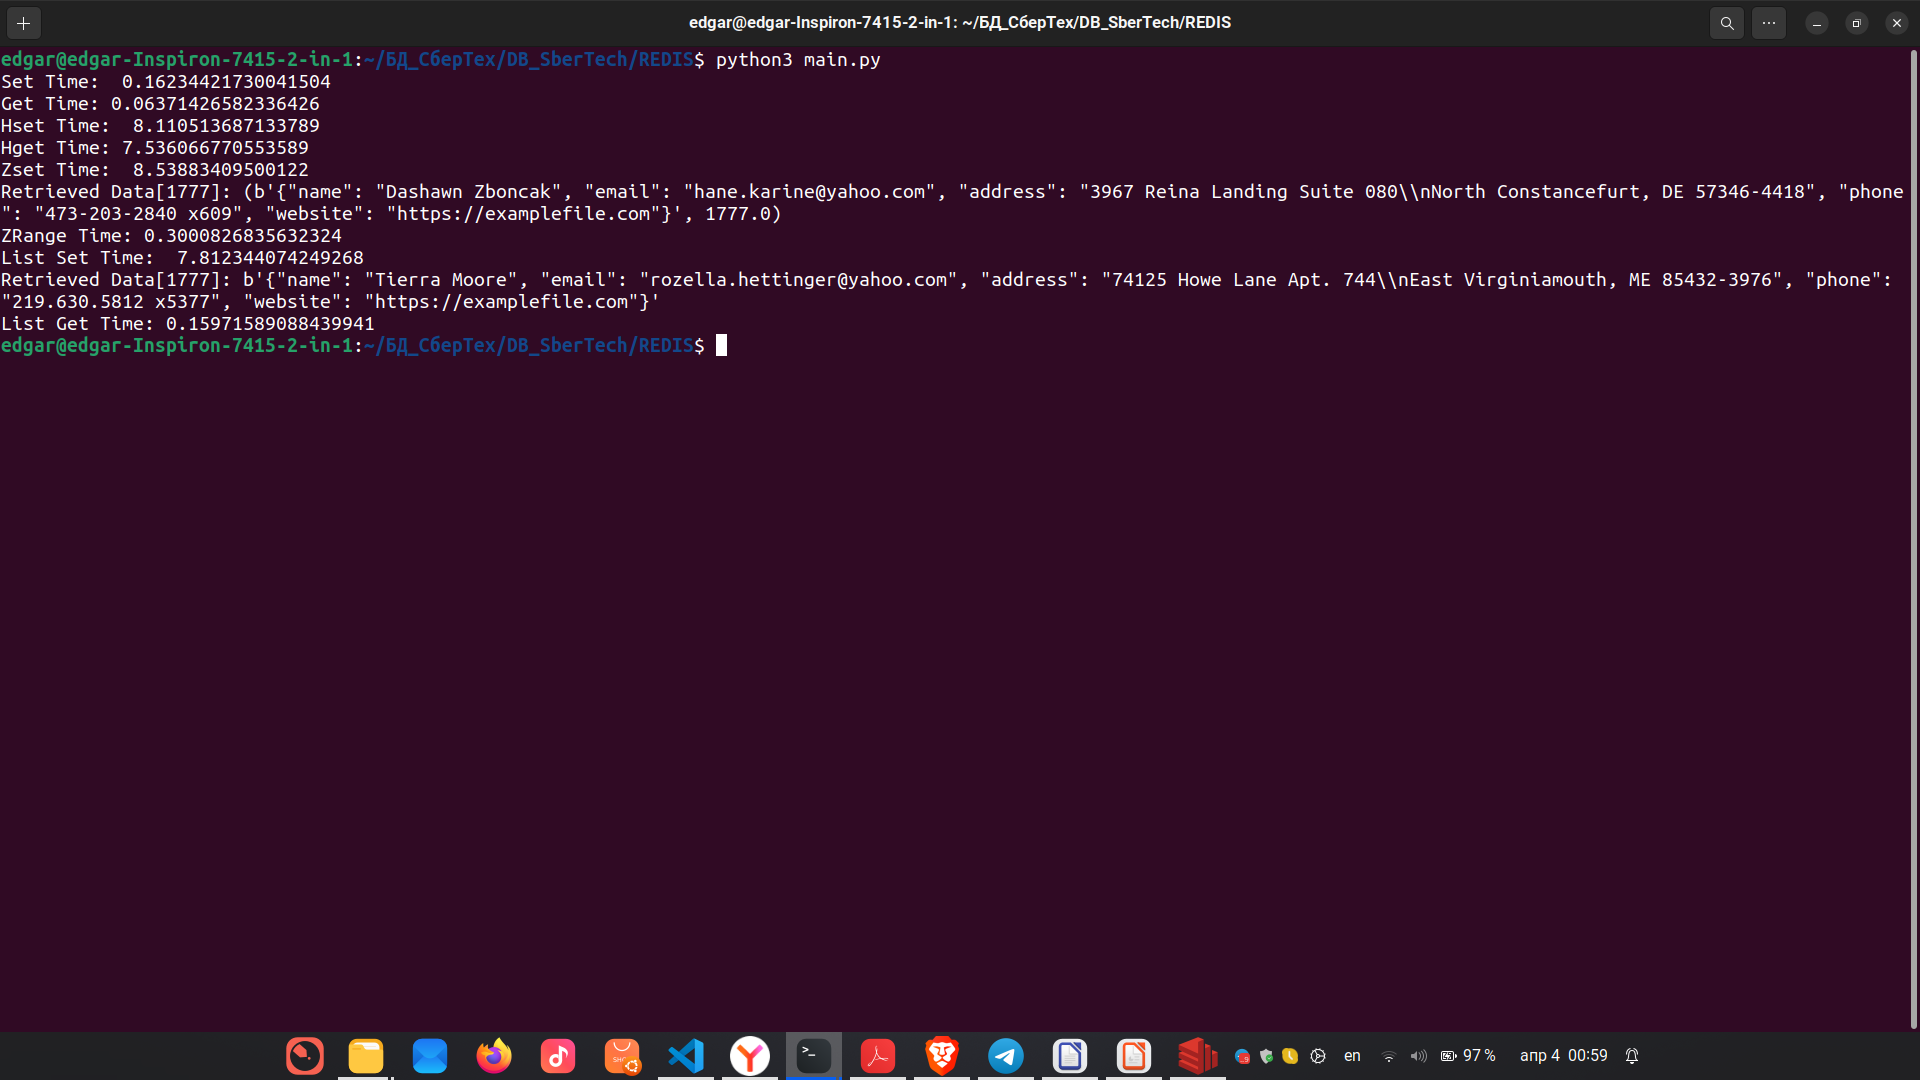 edgar@edgar-Inspiron-7415-2-in-1: ~/БД_СберТех/DB_SberTech/REDIS
edgar@edgar-Inspiron-7415-2-in-1:~/БД_СберТех/DB_SberTech/REDIS$ python3 main.py
Set Time:  0.16234421730041504
Get Time: 0.06371426582336426
Hset Time:  8.110513687133789
Hget Time: 7.536066770553589
Zset Time:  8.53883409500122
Retrieved Data[1777]: (b'{"name": "Dashawn Zboncak", "email": "hane.karine@yahoo.com", "address": "3967 Reina Landing Suite 080\\nNorth Constancefurt, DE 57346-4418", "phone
": "473-203-2840 x609", "website": "https://examplefile.com"}', 1777.0)
ZRange Time: 0.3000826835632324
List Set Time:  7.812344074249268
Retrieved Data[1777]: b'{"name": "Tierra Moore", "email": "rozella.hettinger@yahoo.com", "address": "74125 Howe Lane Apt. 744\\nEast Virginiamouth, ME 85432-3976", "phone":
"219.630.5812 x5377", "website": "https://examplefile.com"}'
List Get Time: 0.15971589088439941
edgar@edgar-Inspiron-7415-2-in-1:~/БД_СберТех/DB_SberTech/REDIS$
en 97 % апр 4 00:59